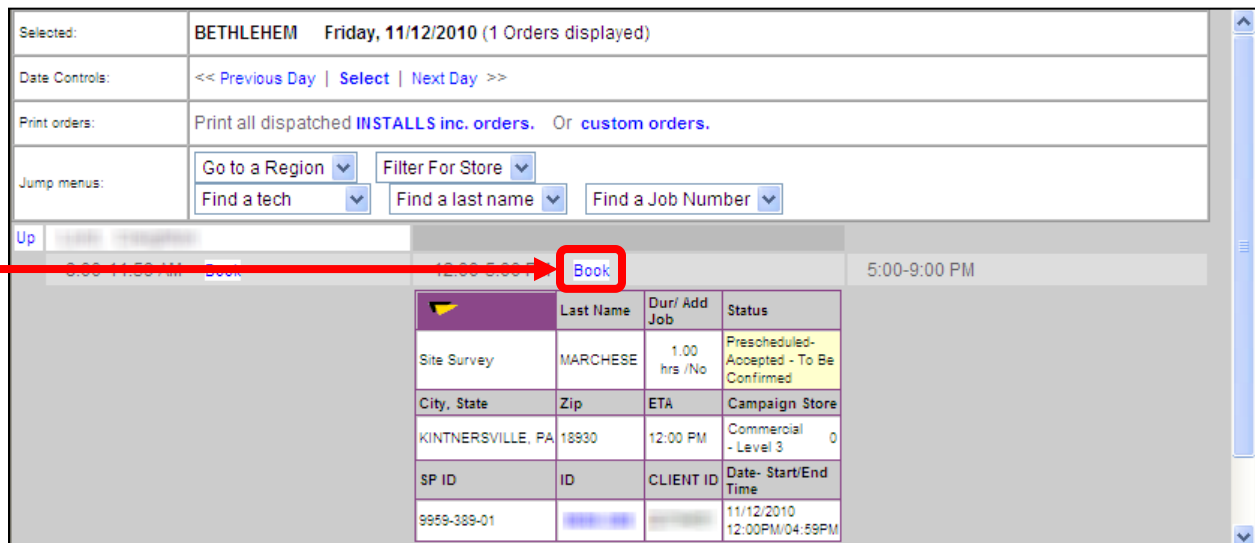 Selected: BETHLEHEM Friday, 11/12/2010 (1 Orders displayed)
Date Controls: << Previous Day | Select | Next Day >>
Print orders: Print all dispatched INSTALLS inc. orders. Or custom orders.
Jump menus: Go to a Region Filter For Store
Find a tech Find a last name Find a Job Number
Up
Book Book 5:00-9:00 PM
Last Name Dur/ Add Job Status
Site Survey MARCHESE 1.00 hrs /No Prescheduled- Accepted - To Be Confirmed
City, State Zip ETA Campaign Store
KINTNERSVILLE, PA 18930 12:00 PM Commercial - Level 3 0
SP ID ID CLIENT ID Date- Start/End Time
9959-389-01 11/12/2010 12:00PM/04:59PM